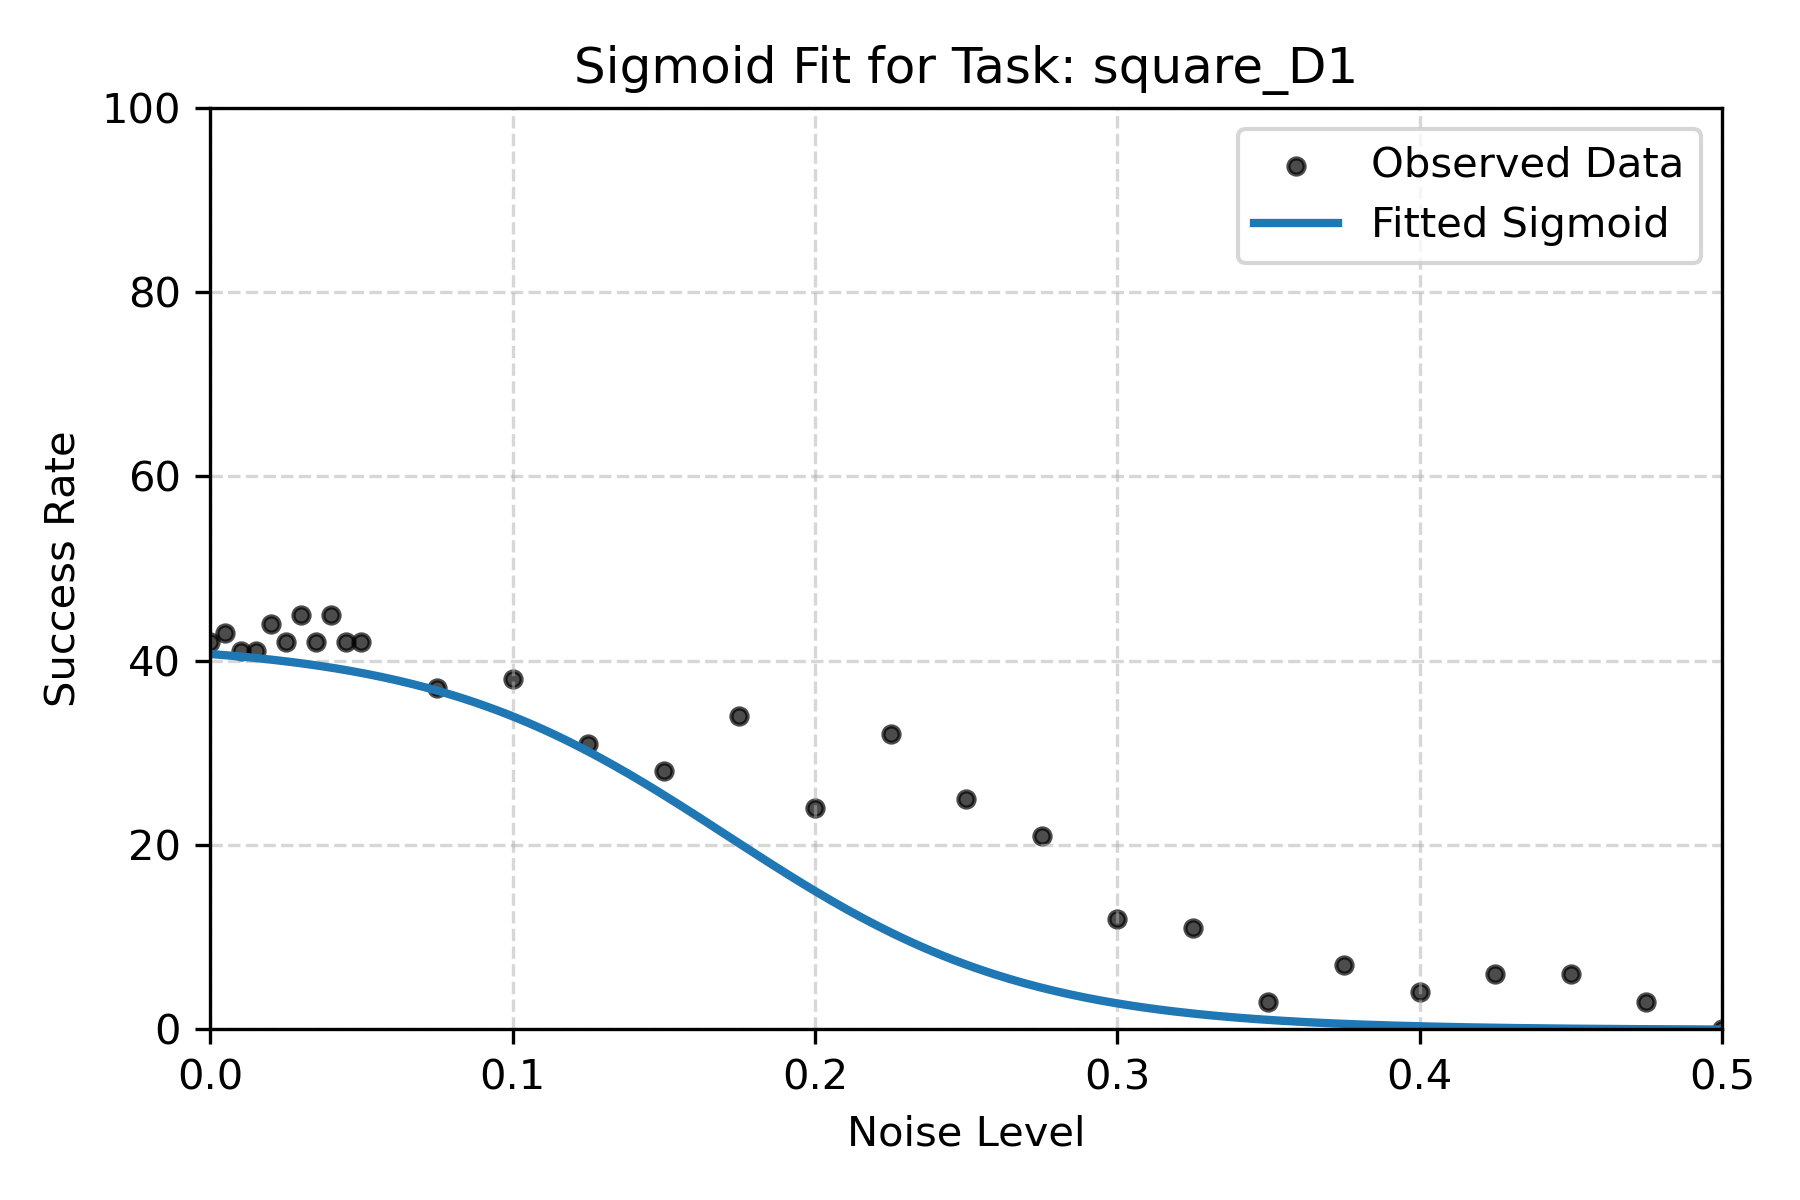 Sigmoid Fit for Task: square_D1
100
80
60
40
20
0
Success Rate
Observed Data
Fitted Sigmoid
0.0 0.1 0.2 0.3 0.4 0.5
Noise Level